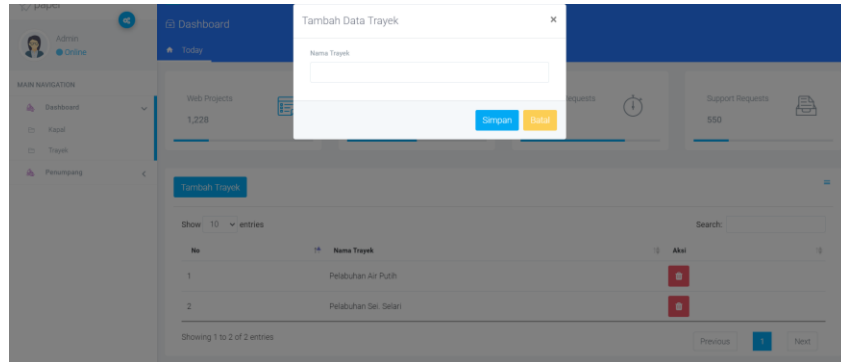 paper
Admin
Online
MAIN NAVIGATION
Dashboard
Kapal
Trayek
Penumpang
Dashboard
Today
Tambah Data Trayek ×
Nama Trayek
Simpan Batal
Web Projects
1,228
equests
Support Requests
550
Tambah Trayek
Show 10 entries Search:
No Nama Trayek Aksi
1 Pelabuhan Air Putih
2 Pelabuhan Sei. Selari
Showing 1 to 2 of 2 entries Previous 1 Next